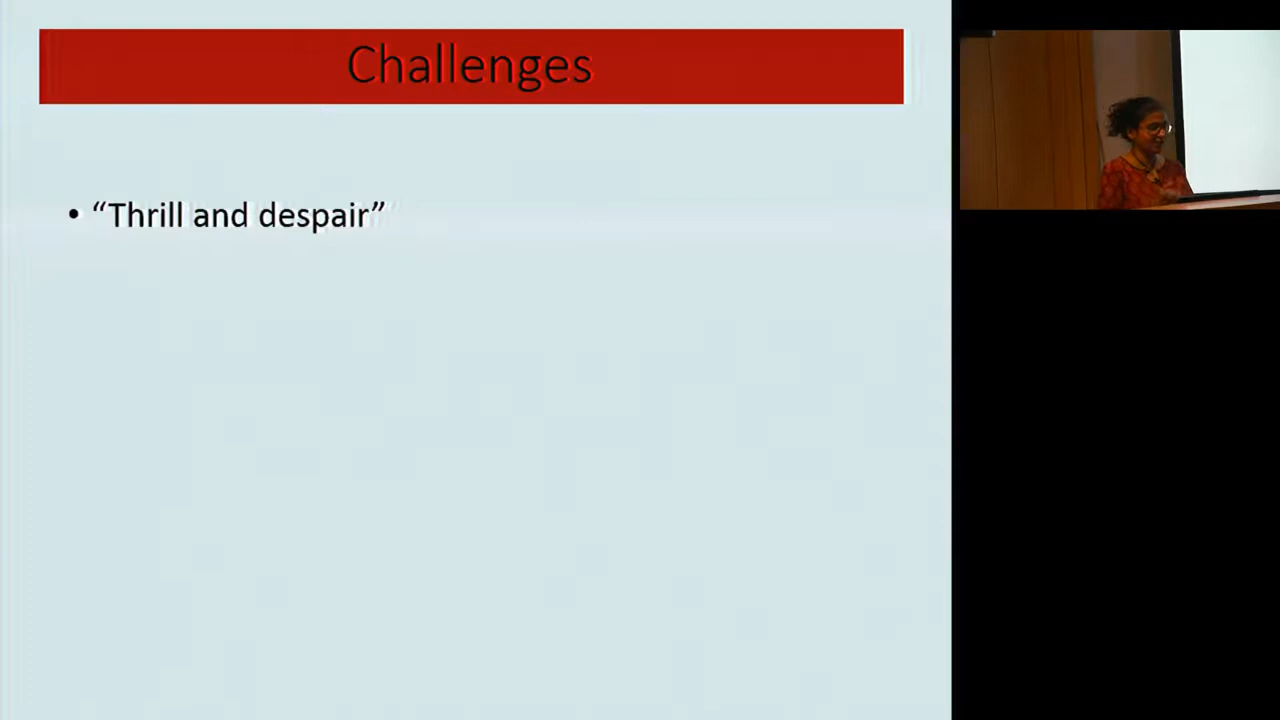 Challenges
• “Thrill and despair”